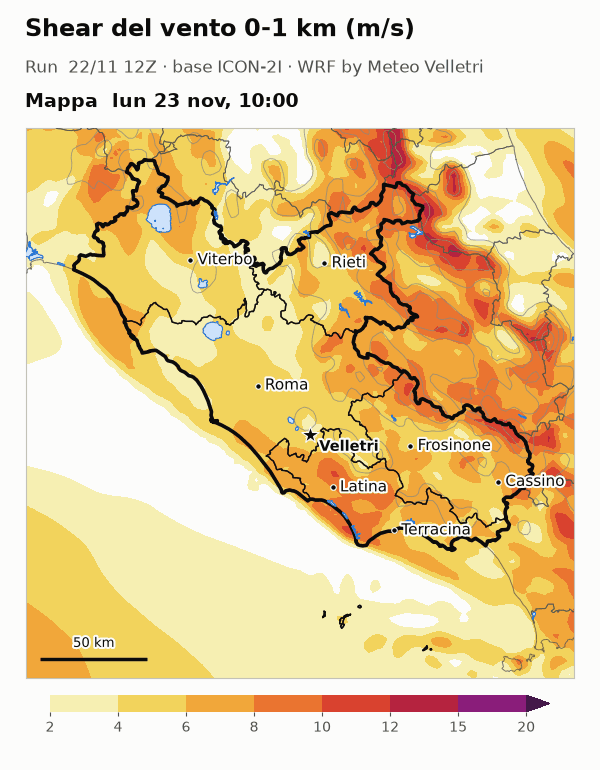 Shear del vento 0-1 km (m/s)
Run  22/11 12Z · base ICON-2I · WRF by Meteo Velletri
Mappa  lun 23 nov, 10:00
Viterbo
Rieti
Roma
Velletri
Frosinone
Latina
Cassino
Terracina
50 km
2 4 6 8 10 12 15 20